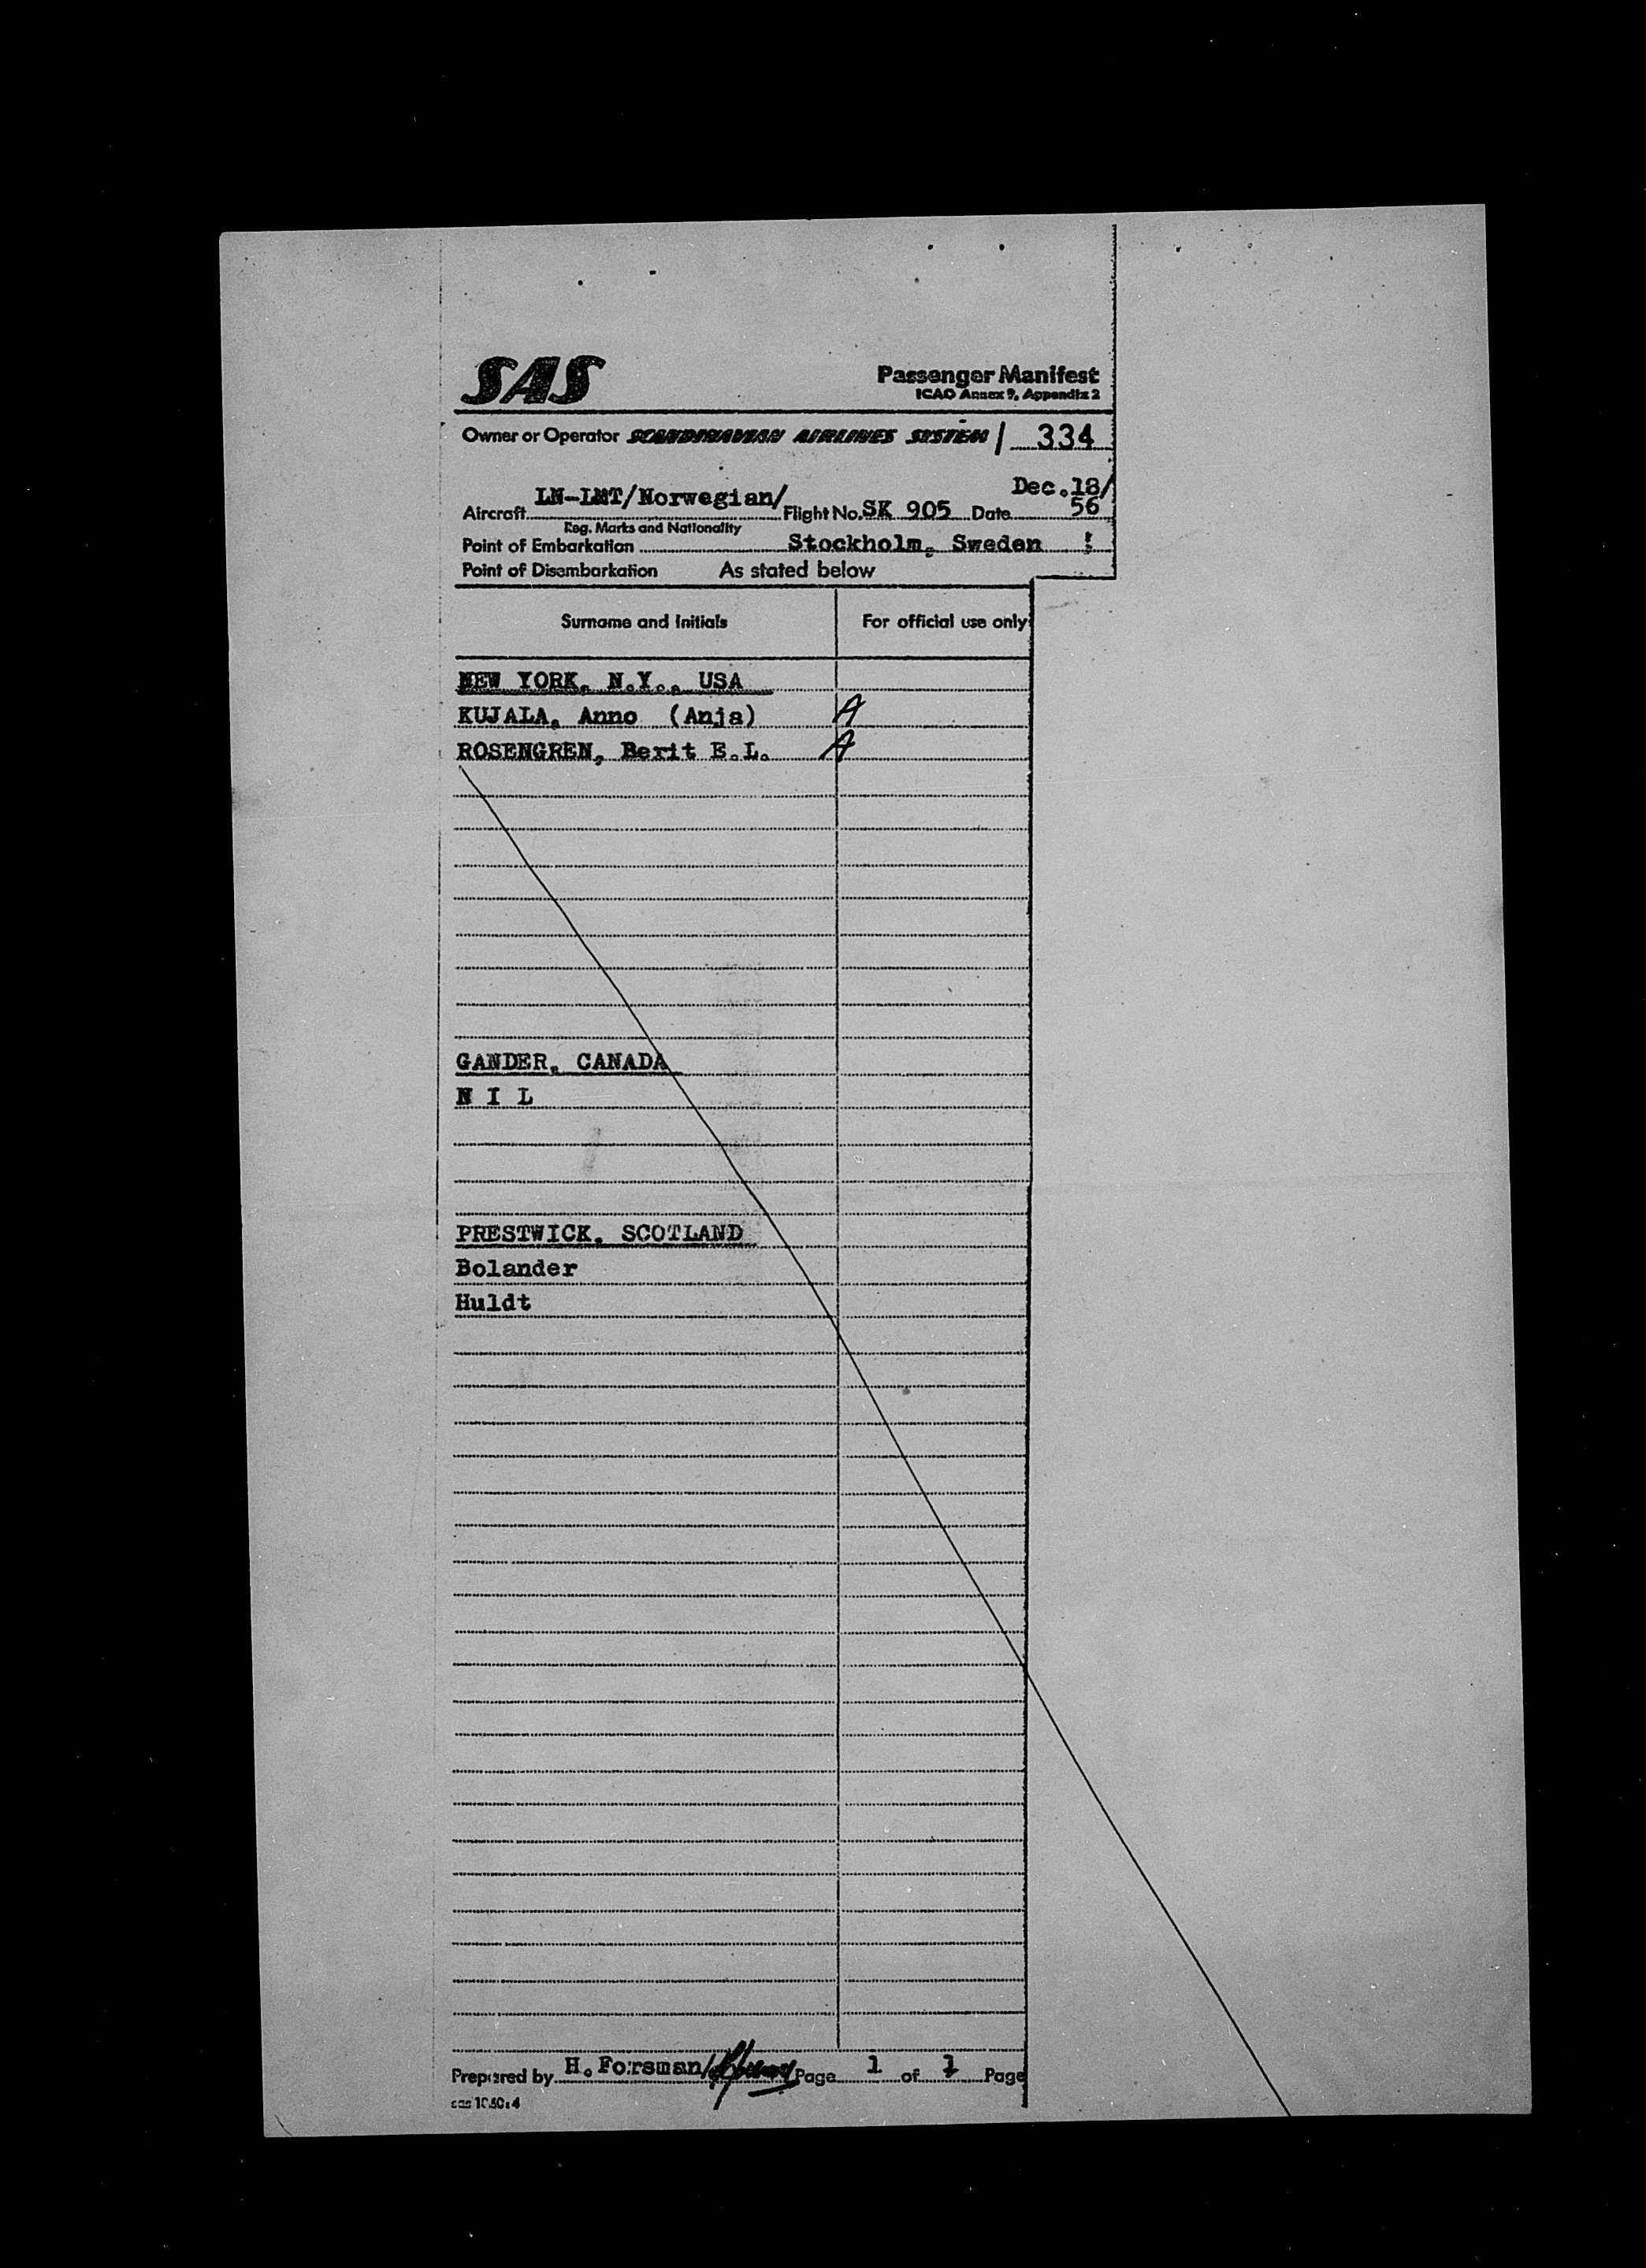 SAS
Passenger Manifest
ICAO Annex 9, Appendix 2
Owner or Operator SCANDINAVIAN AIRLINES SYSTEM / 334
Dec.18/
Aircraft LN-LMT/Norwegian/ Flight No. SK 905 Date 56
Reg. Marks and Nationality
Point of Embarkation Stockholm, Sweden !
Point of Disembarkation As stated below
Surname and Initials For official use only
NEW YORK, N.Y., USA
KUJALA, Anno (Anja) A
ROSENGREN, Berit E.L. A
GANDER, CANADA
N I L
PRESTWICK, SCOTLAND
Bolander
Huldt
Prepared by H. Forsman/ Page 1 of 1 Page
sas 1030:4